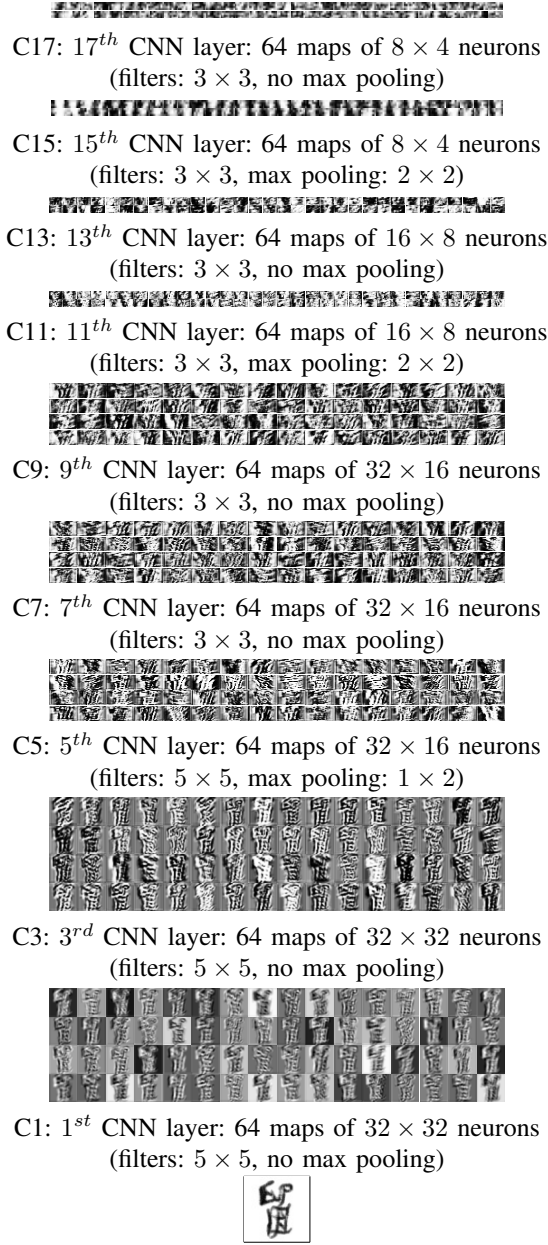 C17: 17th CNN layer: 64 maps of 8 × 4 neurons
(filters: 3 × 3, no max pooling)
C15: 15th CNN layer: 64 maps of 8 × 4 neurons
(filters: 3 × 3, max pooling: 2 × 2)
C13: 13th CNN layer: 64 maps of 16 × 8 neurons
(filters: 3 × 3, no max pooling)
C11: 11th CNN layer: 64 maps of 16 × 8 neurons
(filters: 3 × 3, max pooling: 2 × 2)
C9: 9th CNN layer: 64 maps of 32 × 16 neurons
(filters: 3 × 3, no max pooling)
C7: 7th CNN layer: 64 maps of 32 × 16 neurons
(filters: 3 × 3, no max pooling)
C5: 5th CNN layer: 64 maps of 32 × 16 neurons
(filters: 5 × 5, max pooling: 1 × 2)
C3: 3rd CNN layer: 64 maps of 32 × 32 neurons
(filters: 5 × 5, no max pooling)
C1: 1st CNN layer: 64 maps of 32 × 32 neurons
(filters: 5 × 5, no max pooling)